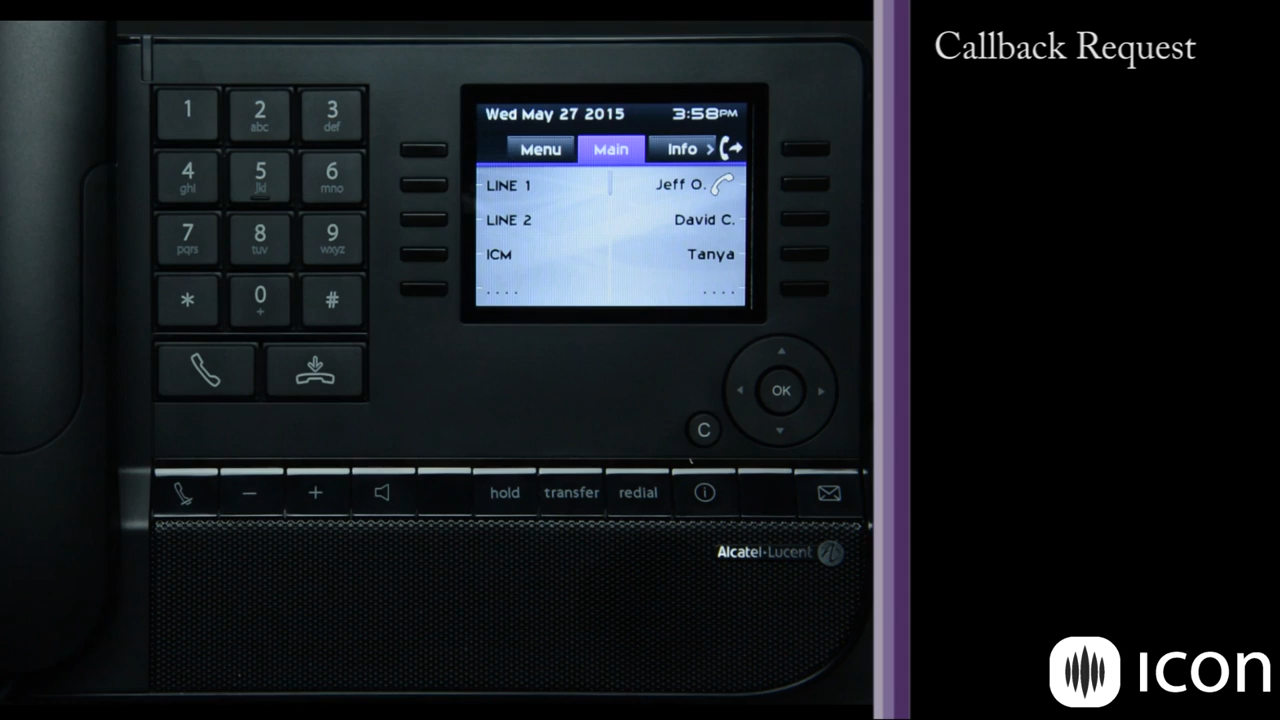 Callback Request
Wed May 27 2015 3:58PM
Menu Main Info >
LINE 1 Jeff O.
LINE 2 David C.
ICM Tanya
.... ....
1 2 3
abc def
4 5 6
ghi jkl mno
7 8 9
pqrs tuv wxyz
* 0 #
+
OK
C
− + hold transfer redial i
Alcatel·Lucent
icon